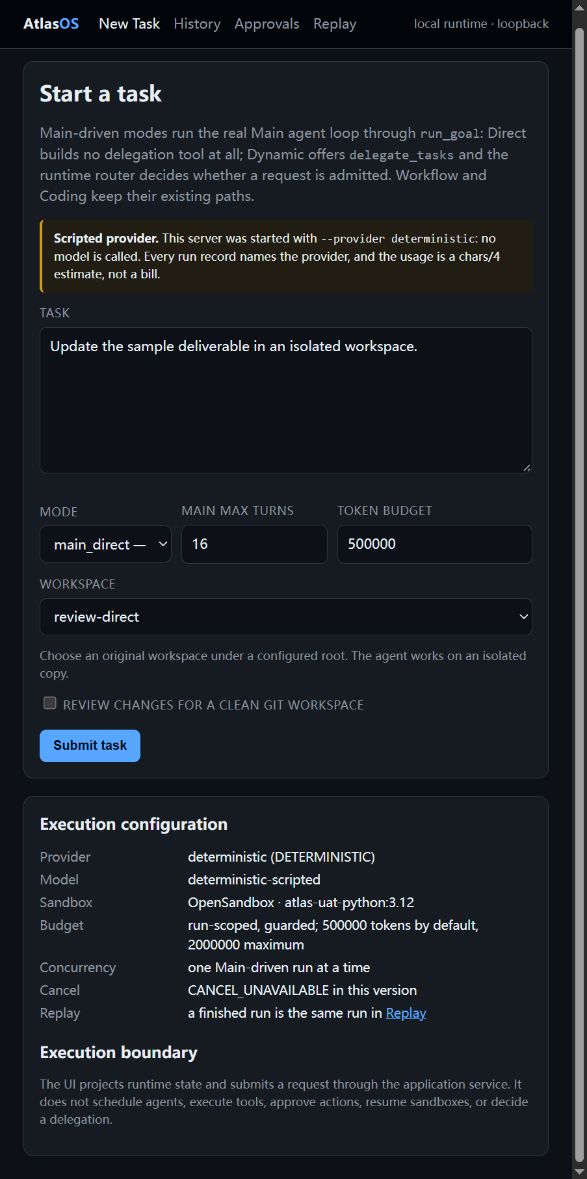 AtlasOS New Task History Approvals Replay local runtime · loopback
Start a task
Main-driven modes run the real Main agent loop through run_goal: Direct
builds no delegation tool at all; Dynamic offers delegate_tasks and the
runtime router decides whether a request is admitted. Workflow and
Coding keep their existing paths.
Scripted provider. This server was started with --provider deterministic: no
model is called. Every run record names the provider, and the usage is a chars/4
estimate, not a bill.
TASK
Update the sample deliverable in an isolated workspace.
MODE MAIN MAX TURNS TOKEN BUDGET
main_direct — 16 500000
WORKSPACE
review-direct
Choose an original workspace under a configured root. The agent works on an isolated
copy.
REVIEW CHANGES FOR A CLEAN GIT WORKSPACE
Submit task
Execution configuration
Provider deterministic (DETERMINISTIC)
Model deterministic-scripted
Sandbox OpenSandbox · atlas-uat-python:3.12
Budget run-scoped, guarded; 500000 tokens by default,
2000000 maximum
Concurrency one Main-driven run at a time
Cancel CANCEL_UNAVAILABLE in this version
Replay a finished run is the same run in Replay
Execution boundary
The UI projects runtime state and submits a request through the application service. It
does not schedule agents, execute tools, approve actions, resume sandboxes, or decide
a delegation.